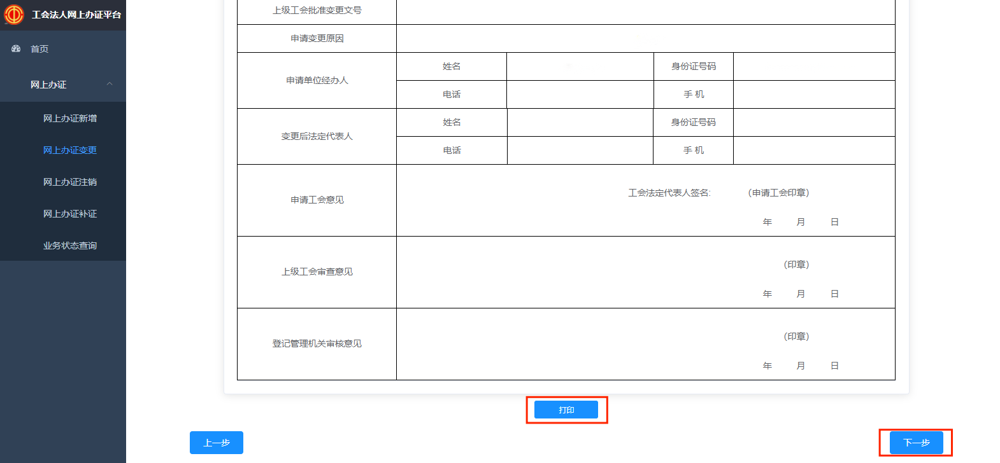 工会法人网上办证平台
首页
网上办证
网上办证新增
网上办证变更
网上办证注销
网上办证补证
业务状态查询
上级工会批准变更文号
申请变更原因
申请单位经办人
姓名
身份证号码
电话
手 机
变更后法定代表人
姓名
身份证号码
电话
手 机
申请工会意见
工会法定代表人签名: （申请工会印章）
年 月 日
上级工会审查意见
（印章）
年 月 日
登记管理机关审核意见
（印章）
年 月 日
打印
上一步
下一步